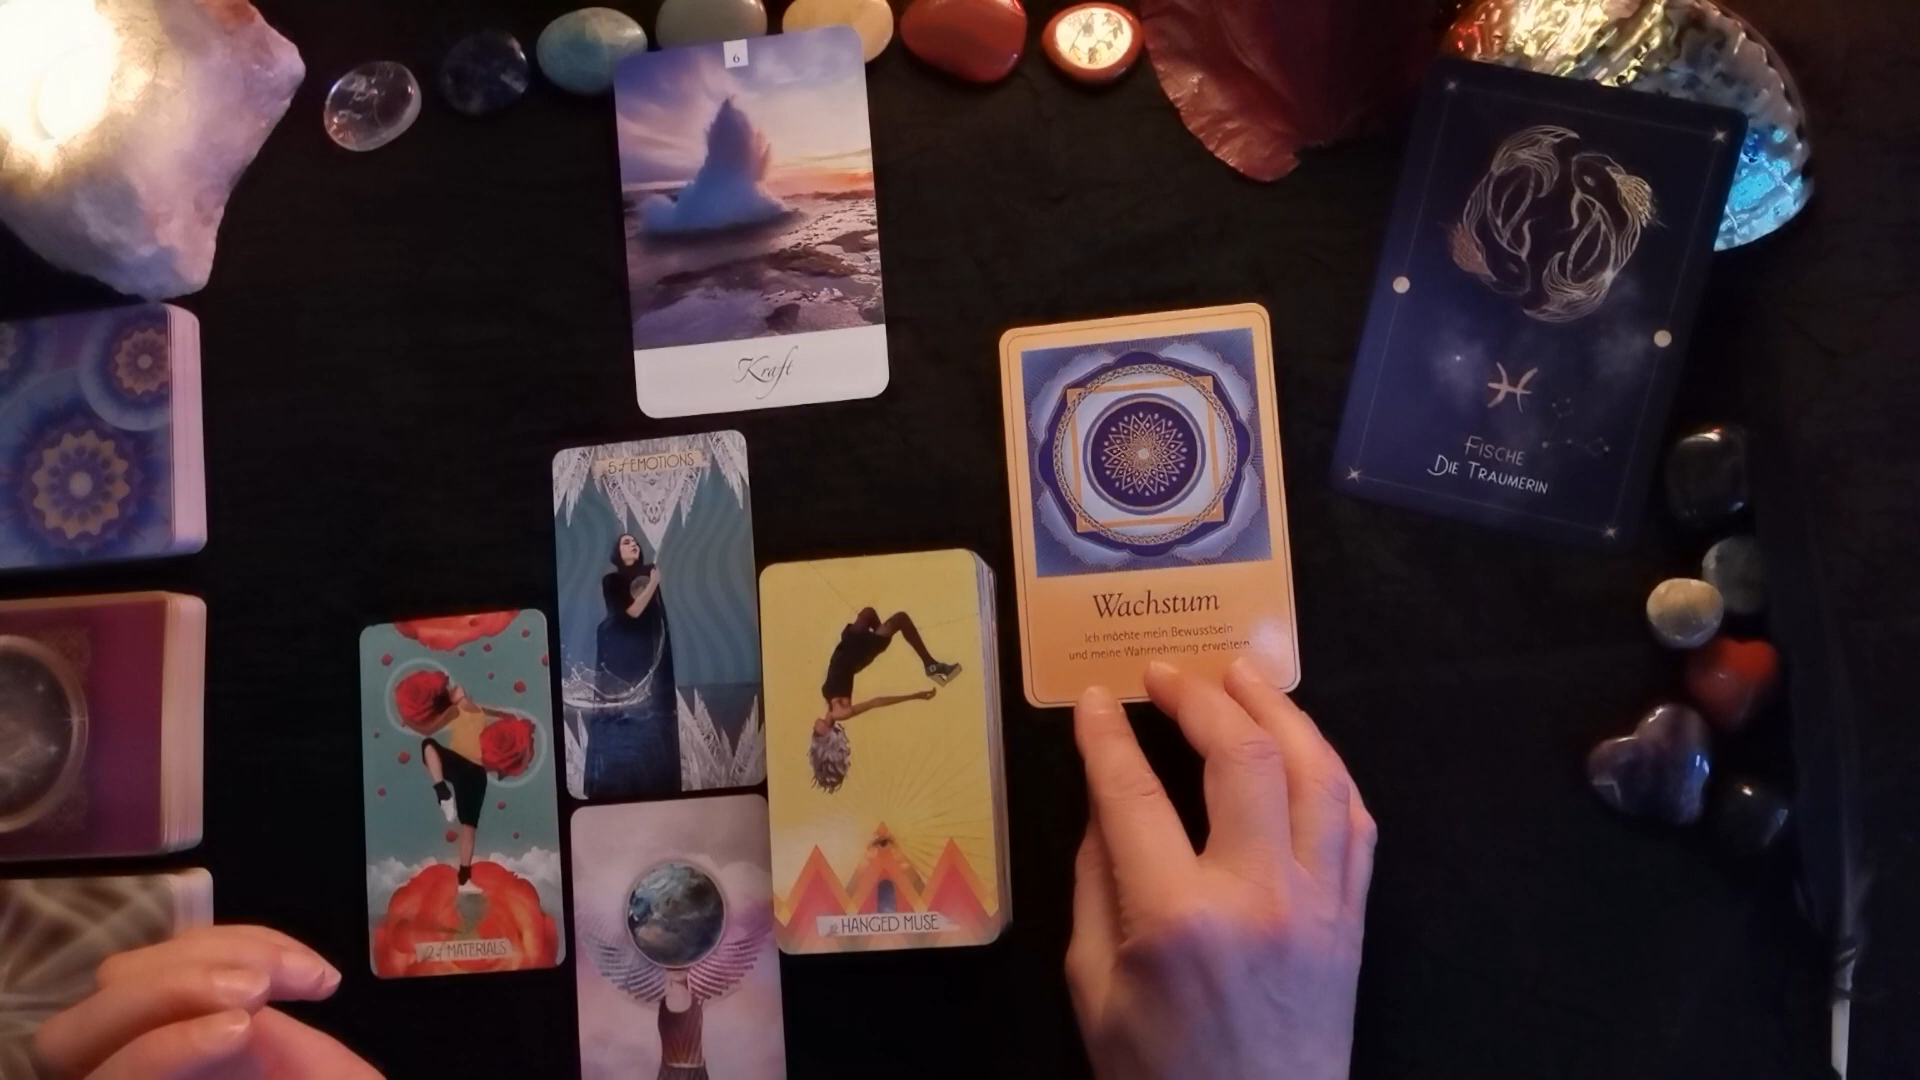 6
Kraft
5 of EMOTIONS
Wachstum
Ich möchte mein Bewusstsein
und meine Wahrnehmung erweitern.
FISCHE
DIE TRÄUMERIN
HANGED MUSE
2 of MATERIALS